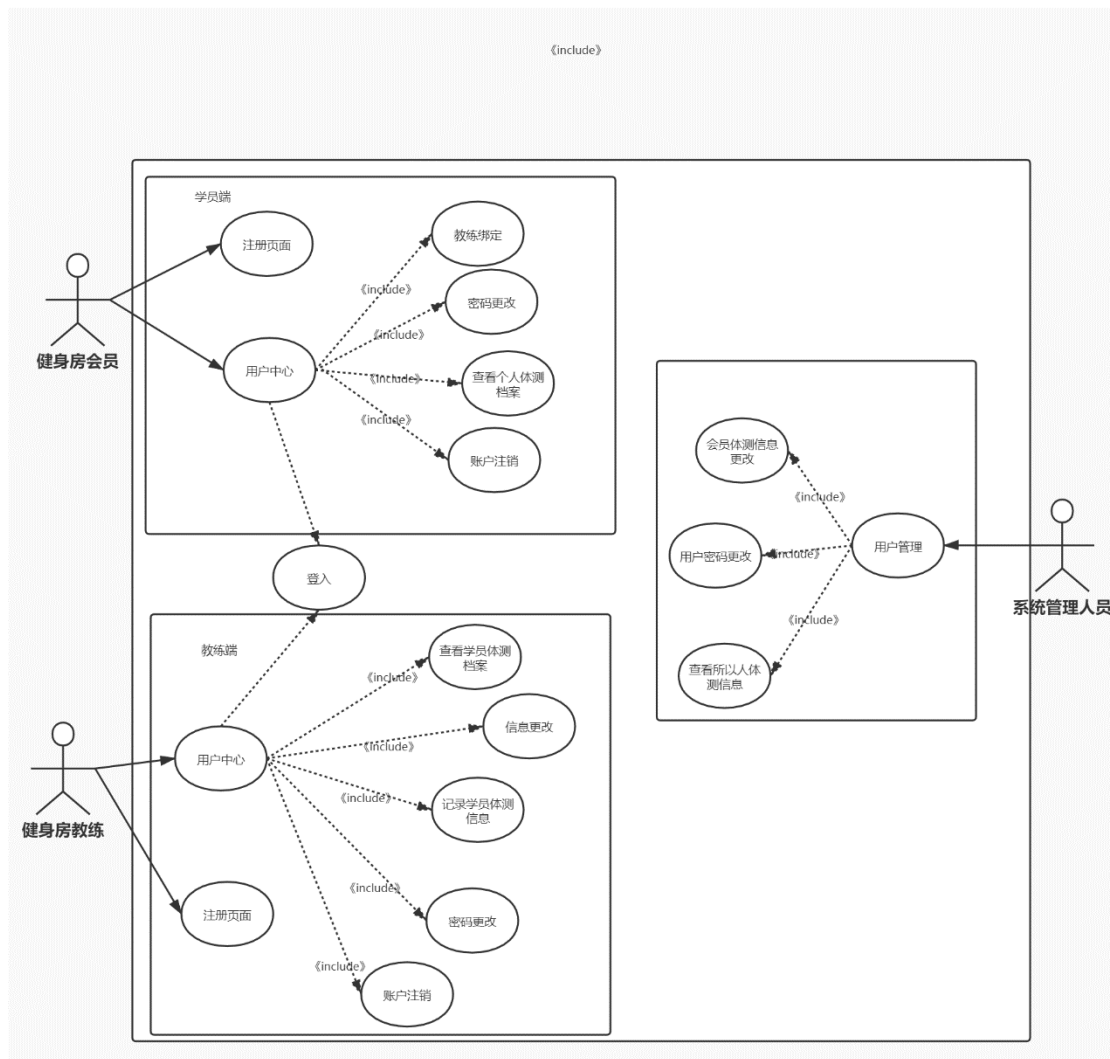 《include》
学员端
注册页面
教练绑定
《include》
密码更改
《include》
健身房会员
用户中心
《include》
查看个人体测
档案
《include》
账户注销
登入
教练端
查看学员体测
档案
《include》
信息更改
《include》
用户中心
《include》
记录学员体测
信息
健身房教练
《include》
密码更改
注册页面
《include》
账户注销
会员体测信息
更改
《include》
用户密码更改
《include》
用户管理
系统管理人员
《include》
查看所以人体
测信息